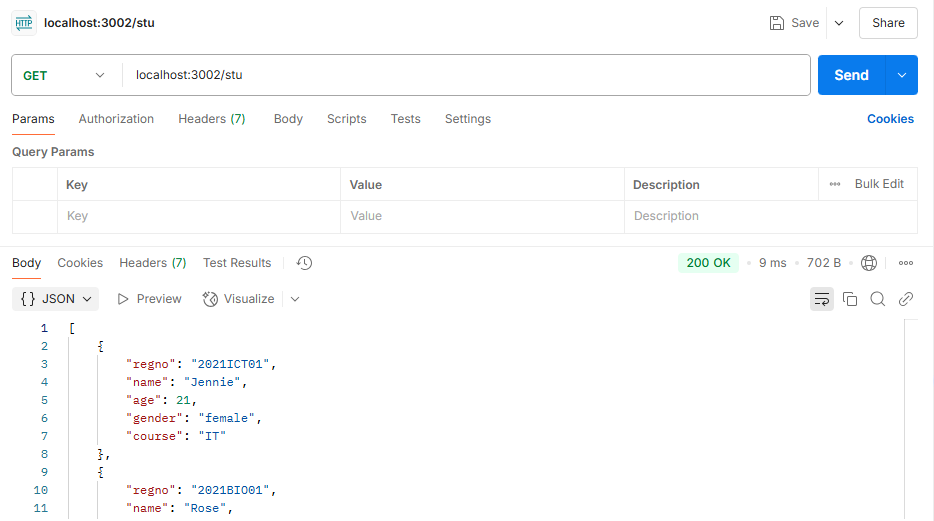 HTTP localhost:3002/stu Save Share
GET localhost:3002/stu Send
Params Authorization Headers (7) Body Scripts Tests Settings Cookies
Query Params
Key Value Description Bulk Edit
Key Value Description
Body Cookies Headers (7) Test Results 200 OK 9 ms 702 B
{} JSON Preview Visualize
1 [
2 {
3 "regno": "2021ICT01",
4 "name": "Jennie",
5 "age": 21,
6 "gender": "female",
7 "course": "IT"
8 },
9 {
10 "regno": "2021BIO01",
11 "name": "Rose",